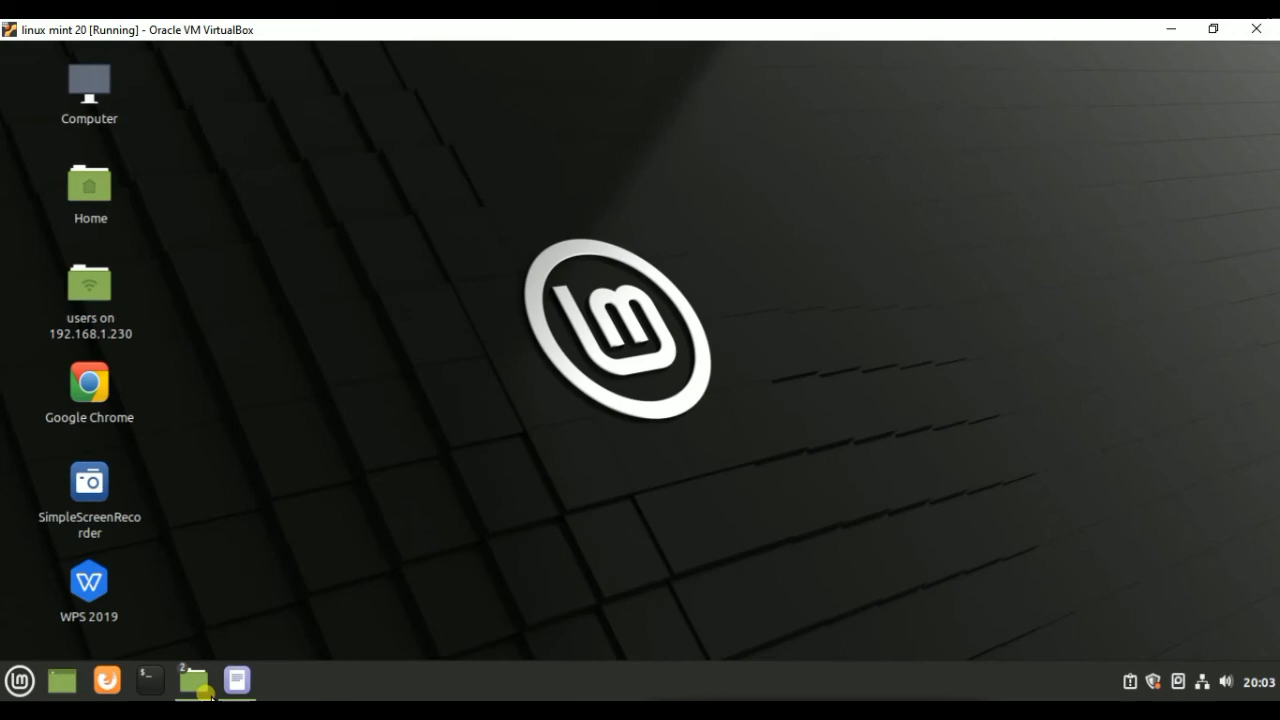 linux mint 20 [Running] - Oracle VM VirtualBox
Computer
Home
users on
192.168.1.230
Google Chrome
SimpleScreenReco
rder
WPS 2019
$_
2
20:03